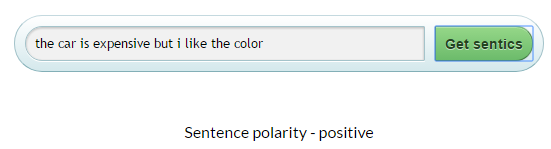 the car is expensive but i like the color
Get sentics
Sentence polarity - positive